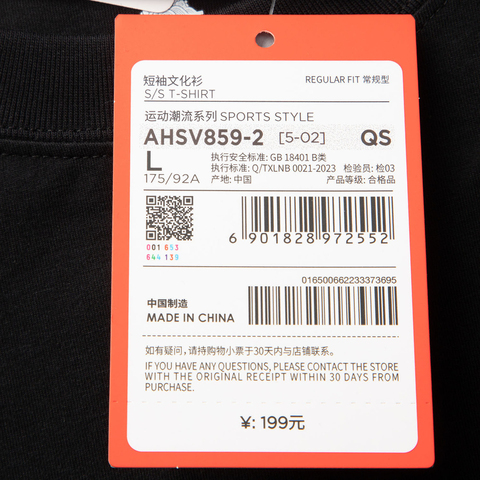 短袖文化衫
S/S T-SHIRT
REGULAR FIT 常规型
运动潮流系列 SPORTS STYLE
AHSV859-2 [5-02] QS
L
175/92A
执行安全标准: GB 18401 B类
执行标准: Q/TXLNB 0021-2023 检验员: 检03
产地: 中国 产品等级: 合格品
001 653
644 139
6 901828 972552
016500662233373695
中国制造
MADE IN CHINA
如有疑问, 请持购物小票于30天内与店铺联系。
IF YOU HAVE ANY QUESTIONS, PLEASE CONTACT THE STORE
WITH THE ORIGINAL RECEIPT WITHIN 30 DAYS FROM
PURCHASE.
¥: 199元